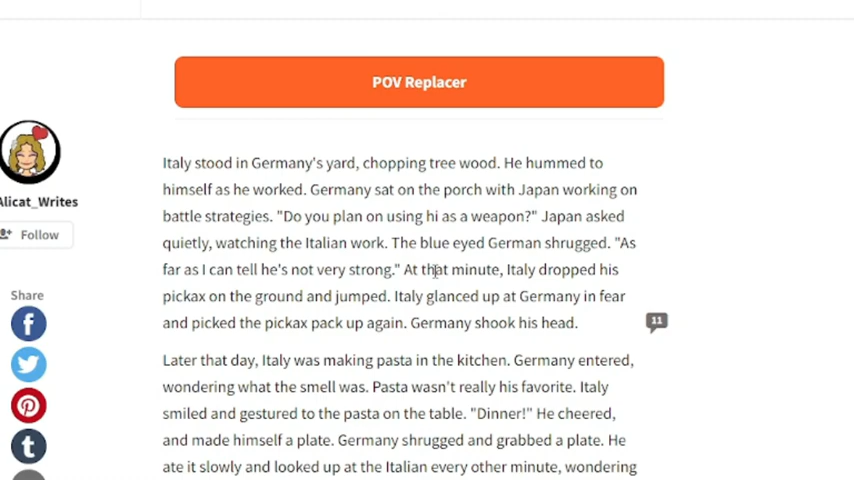 POV Replacer
Alicat_Writes
Follow
Share
Italy stood in Germany's yard, chopping tree wood. He hummed to
himself as he worked. Germany sat on the porch with Japan working on
battle strategies. "Do you plan on using hi as a weapon?" Japan asked
quietly, watching the Italian work. The blue eyed German shrugged. "As
far as I can tell he's not very strong." At that minute, Italy dropped his
pickax on the ground and jumped. Italy glanced up at Germany in fear
and picked the pickax pack up again. Germany shook his head.
11
Later that day, Italy was making pasta in the kitchen. Germany entered,
wondering what the smell was. Pasta wasn't really his favorite. Italy
smiled and gestured to the pasta on the table. "Dinner!" He cheered,
and made himself a plate. Germany shrugged and grabbed a plate. He
ate it slowly and looked up at the Italian every other minute, wondering